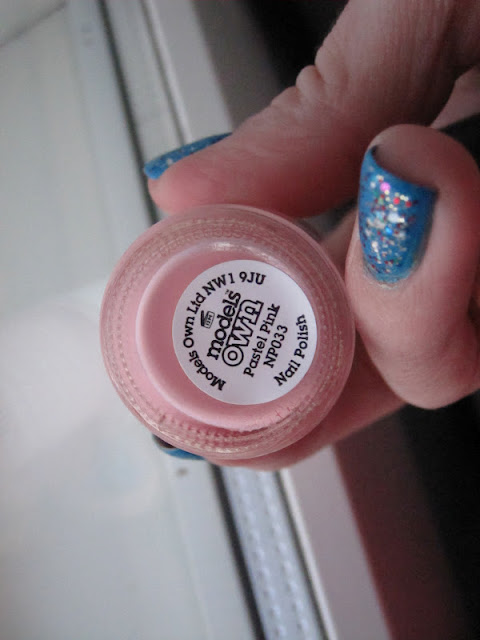 Models Own Ltd NW1 9JU
models
own
Pastel Pink
NP033
Nail Polish